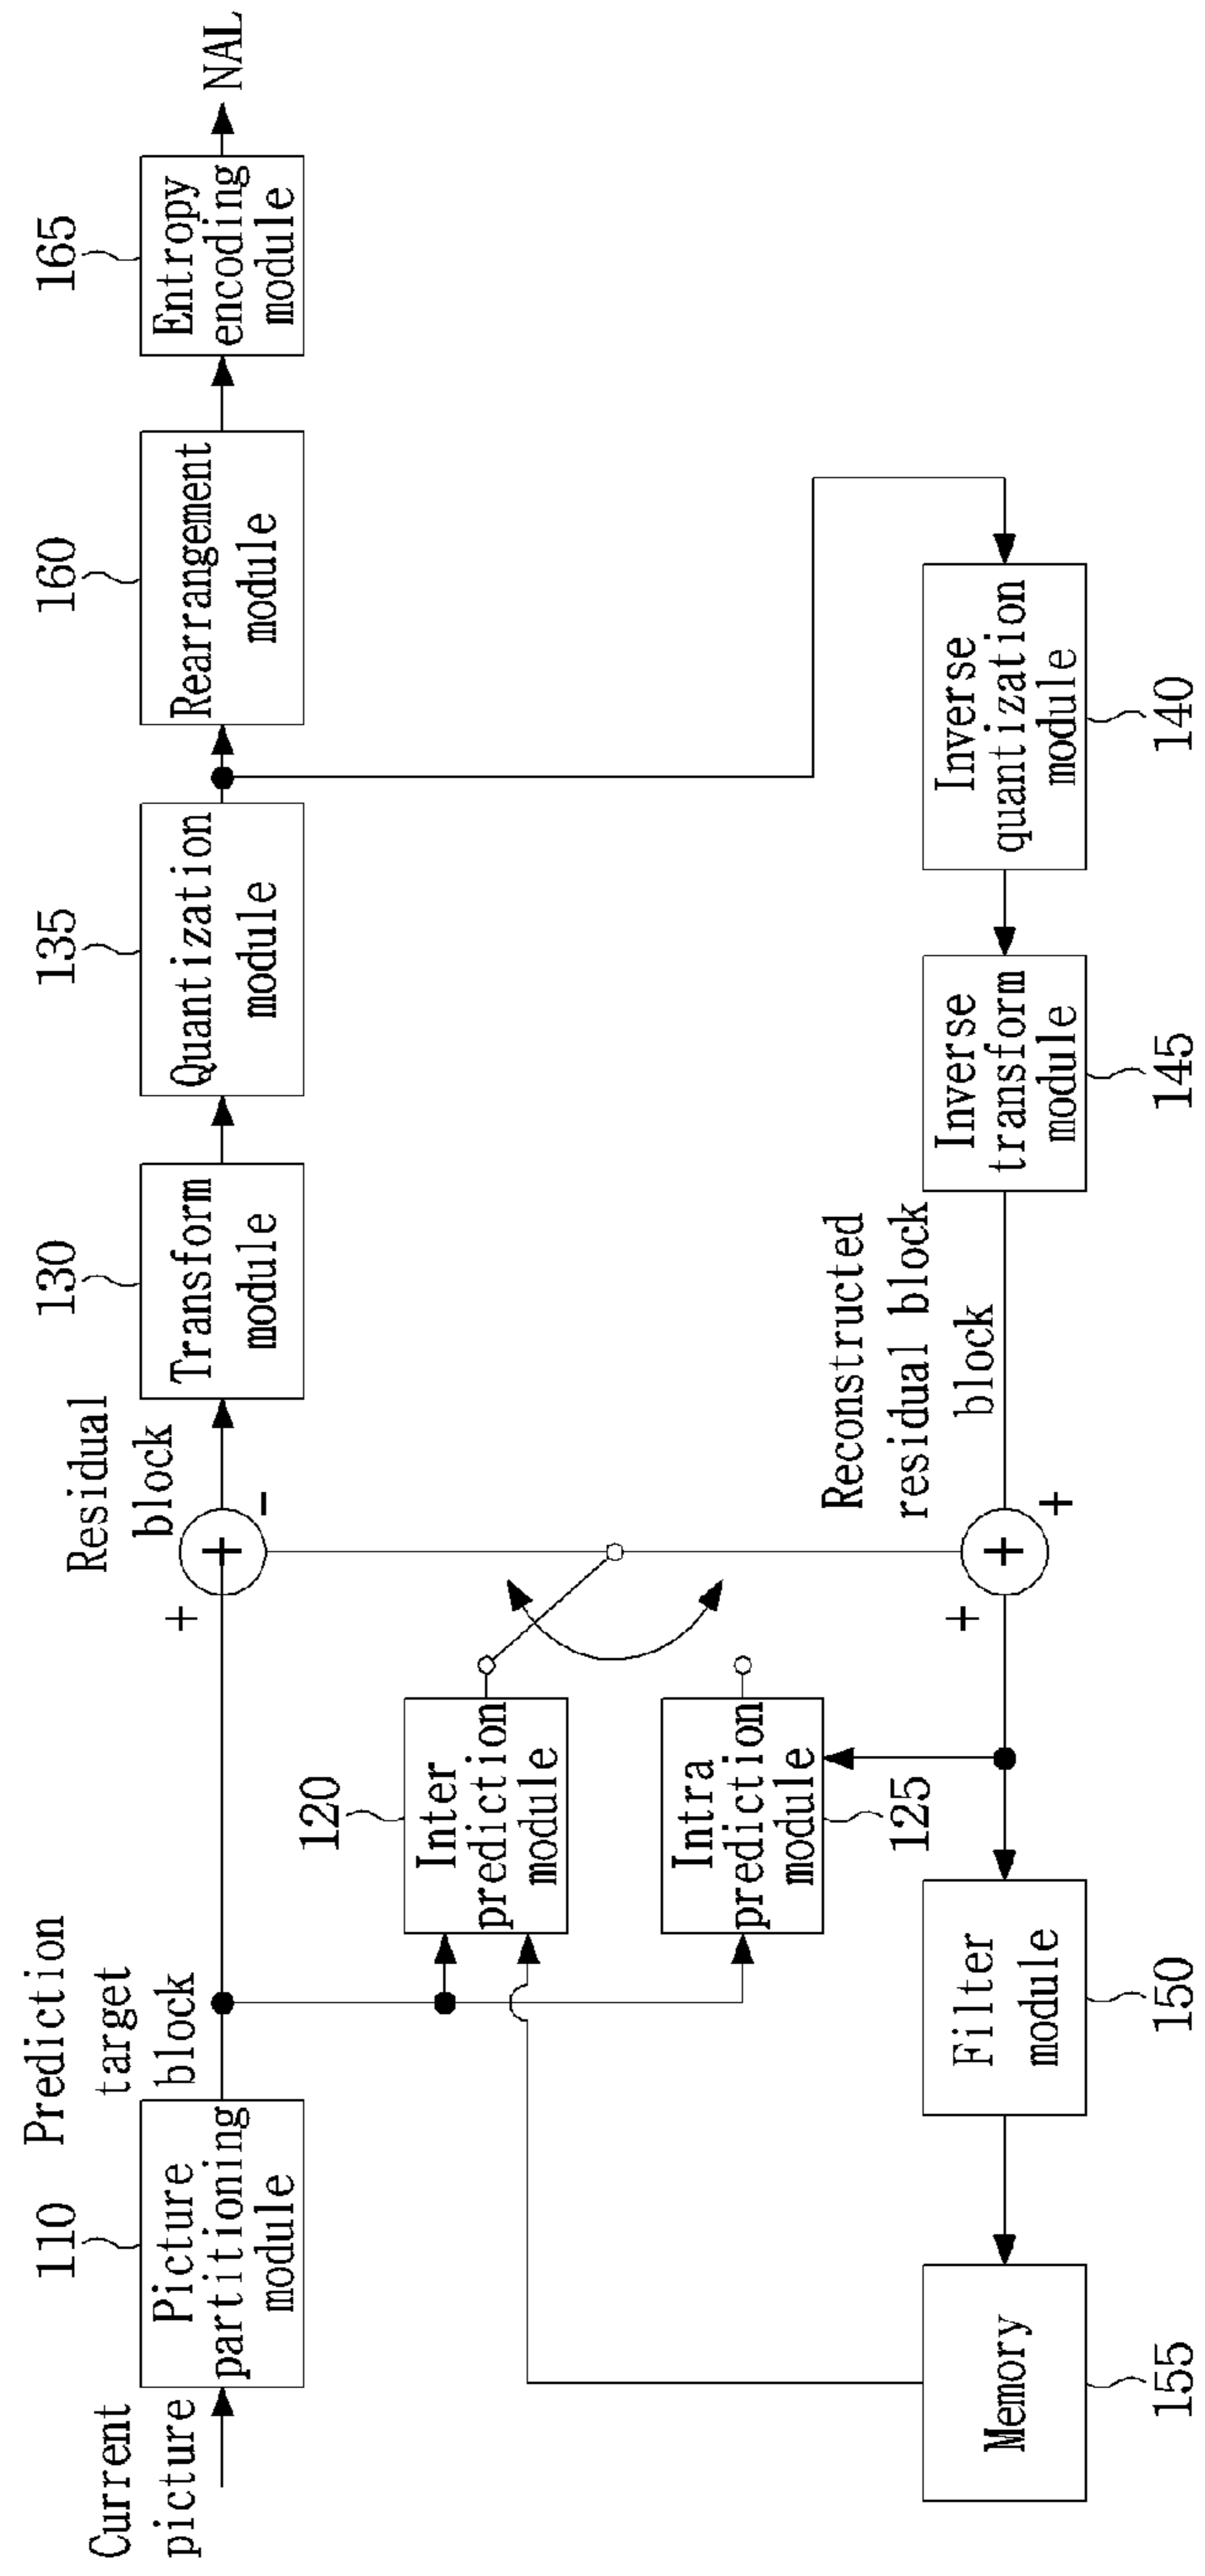 Current
picture
110
Picture
partitioning
module
Prediction
target
block
120
Inter
prediction
module
Intra
prediction
module
125
+
+
-
Residual
block
130
Transform
module
135
Quantization
module
160
Rearrangement
module
165
Entropy
encoding
module
NAL
Inverse
quantization
module
140
Inverse
transform
module
145
Reconstructed
residual block
block
+
+
+
Filter
module
150
Memory
155